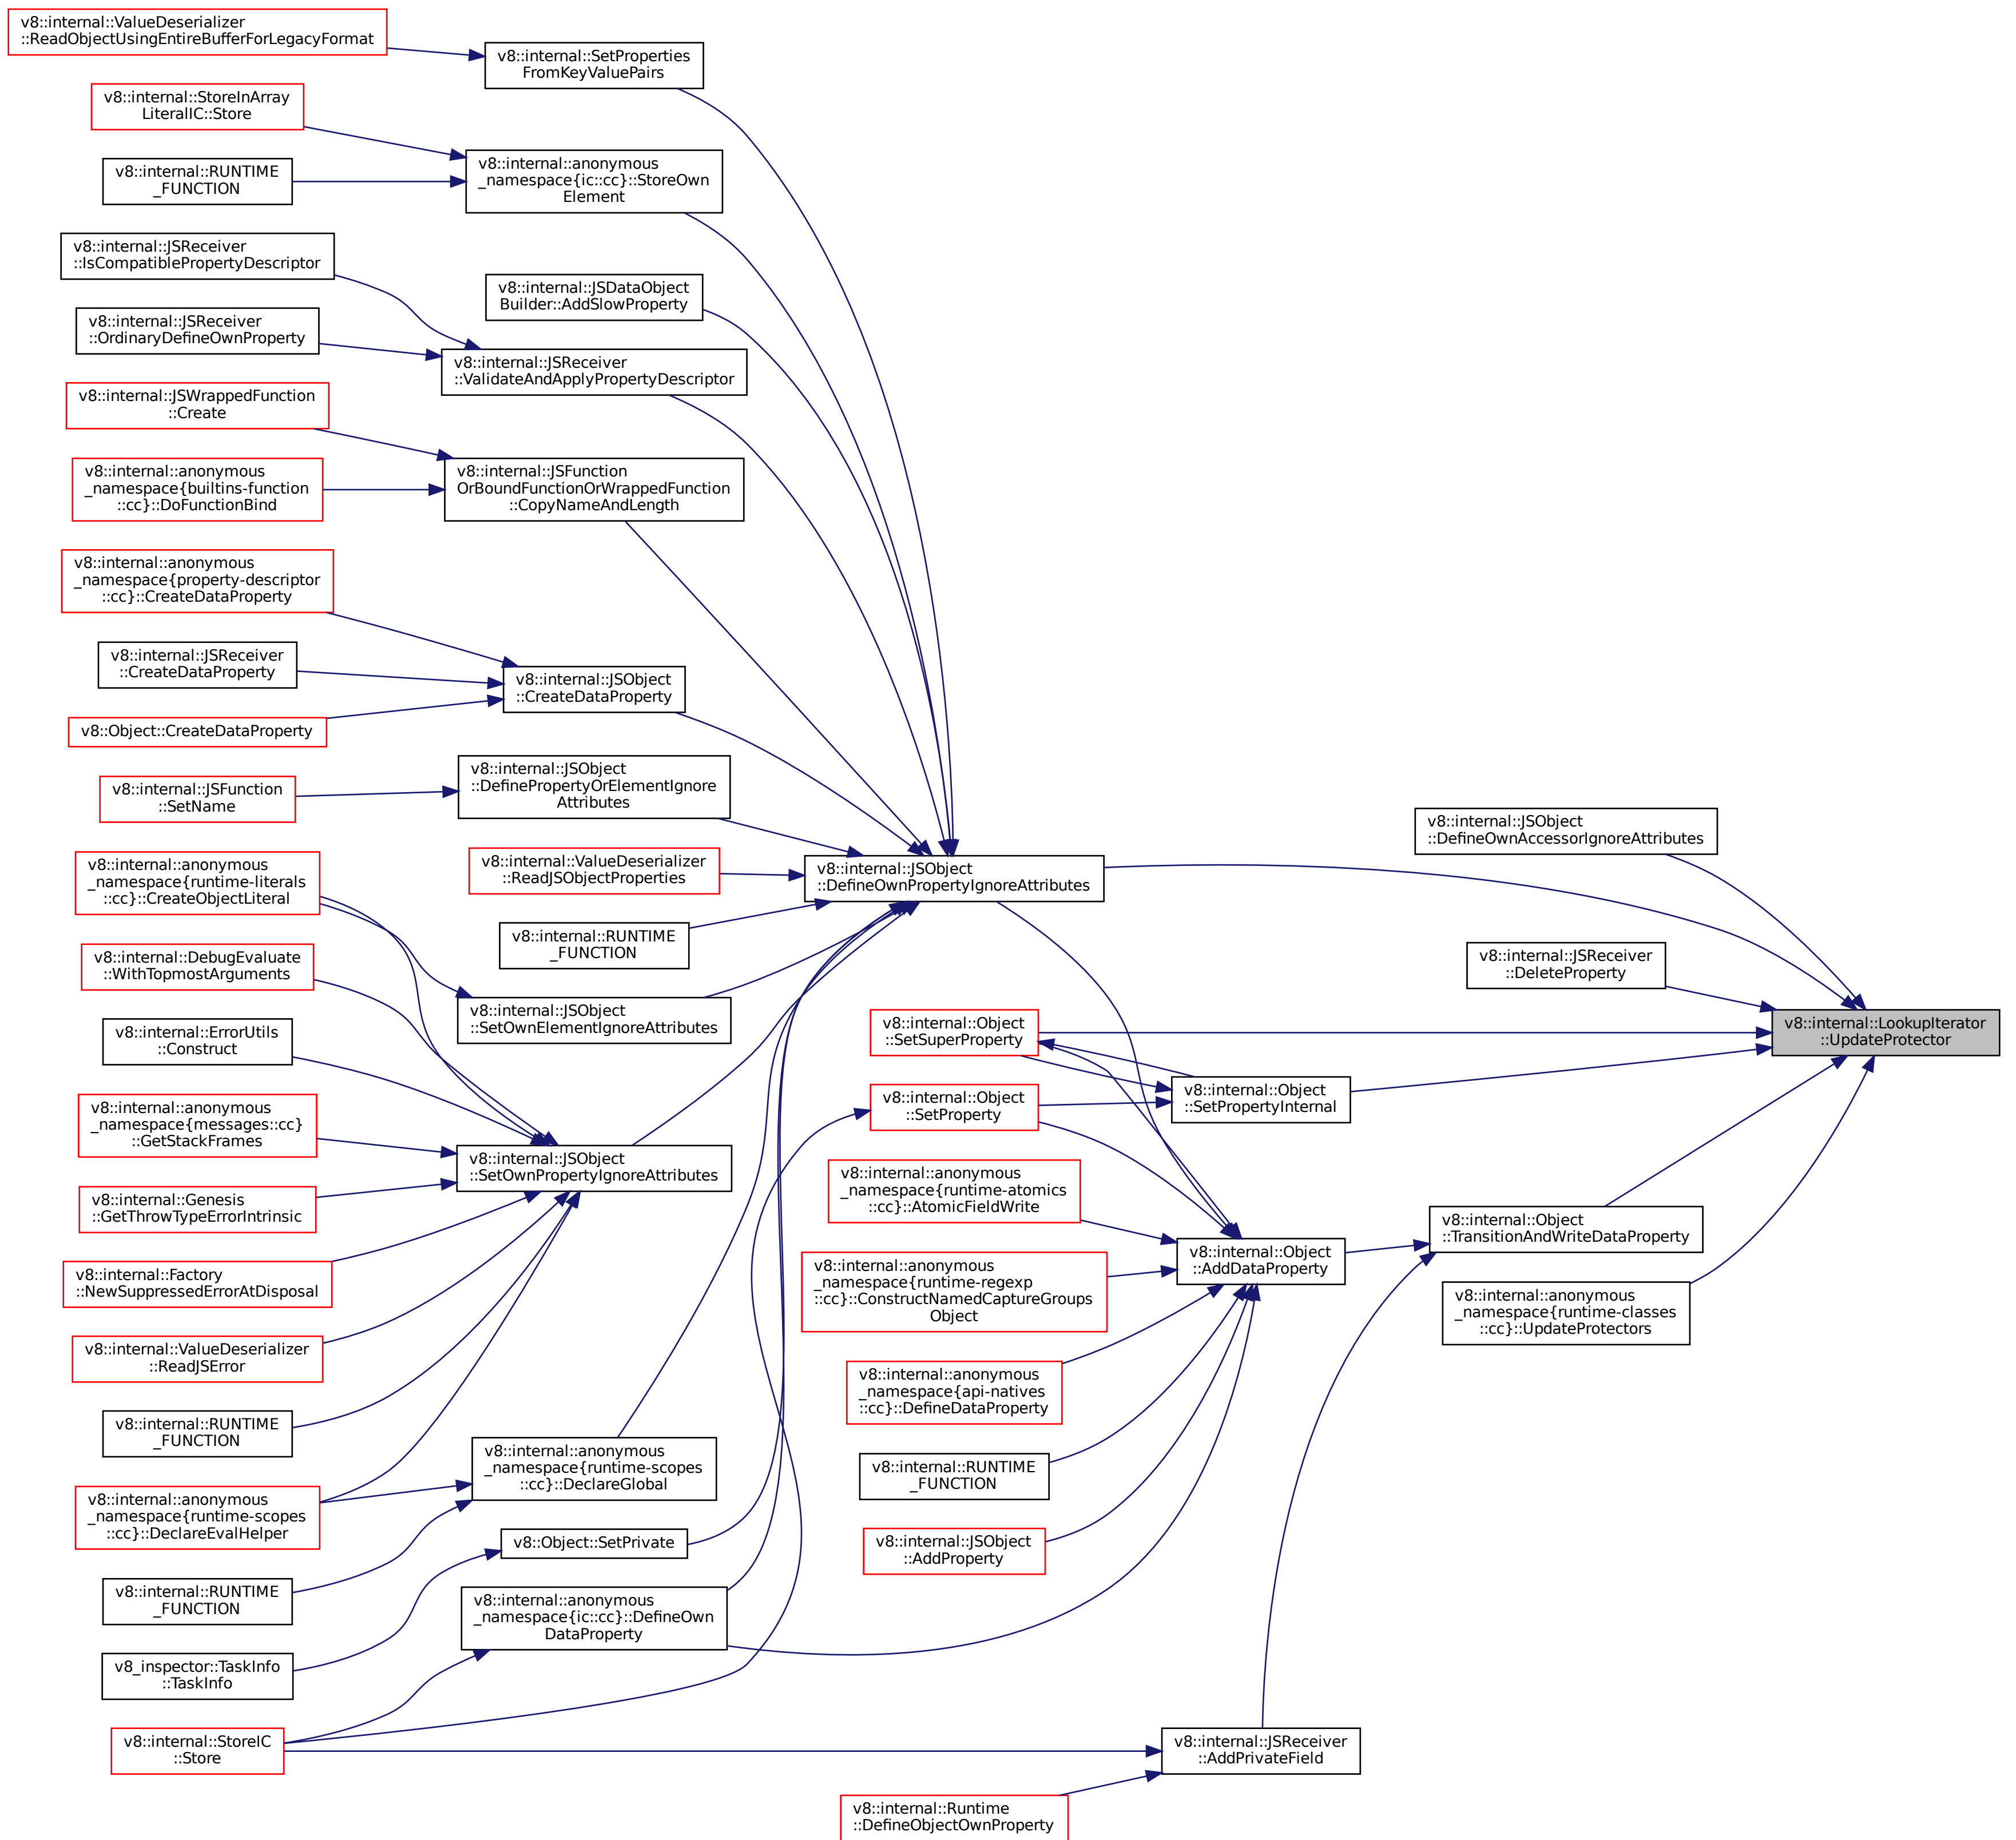 v8::internal::ValueDeserializer
::ReadObjectUsingEntireBufferForLegacyFormat
v8::internal::SetProperties
FromKeyValuePairs
v8::internal::StoreInArray
LiteralIC::Store
v8::internal::RUNTIME
_FUNCTION
v8::internal::anonymous
_namespace{ic::cc}::StoreOwn
Element
v8::internal::JSReceiver
::IsCompatiblePropertyDescriptor
v8::internal::JSDataObject
Builder::AddSlowProperty
v8::internal::JSReceiver
::OrdinaryDefineOwnProperty
v8::internal::JSReceiver
::ValidateAndApplyPropertyDescriptor
v8::internal::JSWrappedFunction
::Create
v8::internal::anonymous
_namespace{builtins-function
::cc}::DoFunctionBind
v8::internal::JSFunction
OrBoundFunctionOrWrappedFunction
::CopyNameAndLength
v8::internal::anonymous
_namespace{property-descriptor
::cc}::CreateDataProperty
v8::internal::JSReceiver
::CreateDataProperty
v8::internal::JSObject
::CreateDataProperty
v8::Object::CreateDataProperty
v8::internal::JSFunction
::SetName
v8::internal::JSObject
::DefinePropertyOrElementIgnore
Attributes
v8::internal::ValueDeserializer
::ReadJSObjectProperties
v8::internal::JSObject
::DefineOwnPropertyIgnoreAttributes
v8::internal::JSObject
::DefineOwnAccessorIgnoreAttributes
v8::internal::anonymous
_namespace{runtime-literals
::cc}::CreateObjectLiteral
v8::internal::RUNTIME
_FUNCTION
v8::internal::JSReceiver
::DeleteProperty
v8::internal::DebugEvaluate
::WithTopmostArguments
v8::internal::JSObject
::SetOwnElementIgnoreAttributes
v8::internal::Object
::SetSuperProperty
v8::internal::LookupIterator
::UpdateProtector
v8::internal::ErrorUtils
::Construct
v8::internal::Object
::SetProperty
v8::internal::Object
::SetPropertyInternal
v8::internal::anonymous
_namespace{messages::cc}
::GetStackFrames
v8::internal::JSObject
::SetOwnPropertyIgnoreAttributes
v8::internal::anonymous
_namespace{runtime-atomics
::cc}::AtomicFieldWrite
v8::internal::Genesis
::GetThrowTypeErrorIntrinsic
v8::internal::Object
::TransitionAndWriteDataProperty
v8::internal::Object
::AddDataProperty
v8::internal::Factory
::NewSuppressedErrorAtDisposal
v8::internal::anonymous
_namespace{runtime-regexp
::cc}::ConstructNamedCaptureGroups
Object
v8::internal::anonymous
_namespace{runtime-classes
::cc}::UpdateProtectors
v8::internal::ValueDeserializer
::ReadJSError
v8::internal::anonymous
_namespace{api-natives
::cc}::DefineDataProperty
v8::internal::RUNTIME
_FUNCTION
v8::internal::anonymous
_namespace{runtime-scopes
::cc}::DeclareGlobal
v8::internal::RUNTIME
_FUNCTION
v8::internal::anonymous
_namespace{runtime-scopes
::cc}::DeclareEvalHelper
v8::Object::SetPrivate
v8::internal::JSObject
::AddProperty
v8::internal::RUNTIME
_FUNCTION
v8::internal::anonymous
_namespace{ic::cc}::DefineOwn
DataProperty
v8_inspector::TaskInfo
::TaskInfo
v8::internal::StoreIC
::Store
v8::internal::JSReceiver
::AddPrivateField
v8::internal::Runtime
::DefineObjectOwnProperty